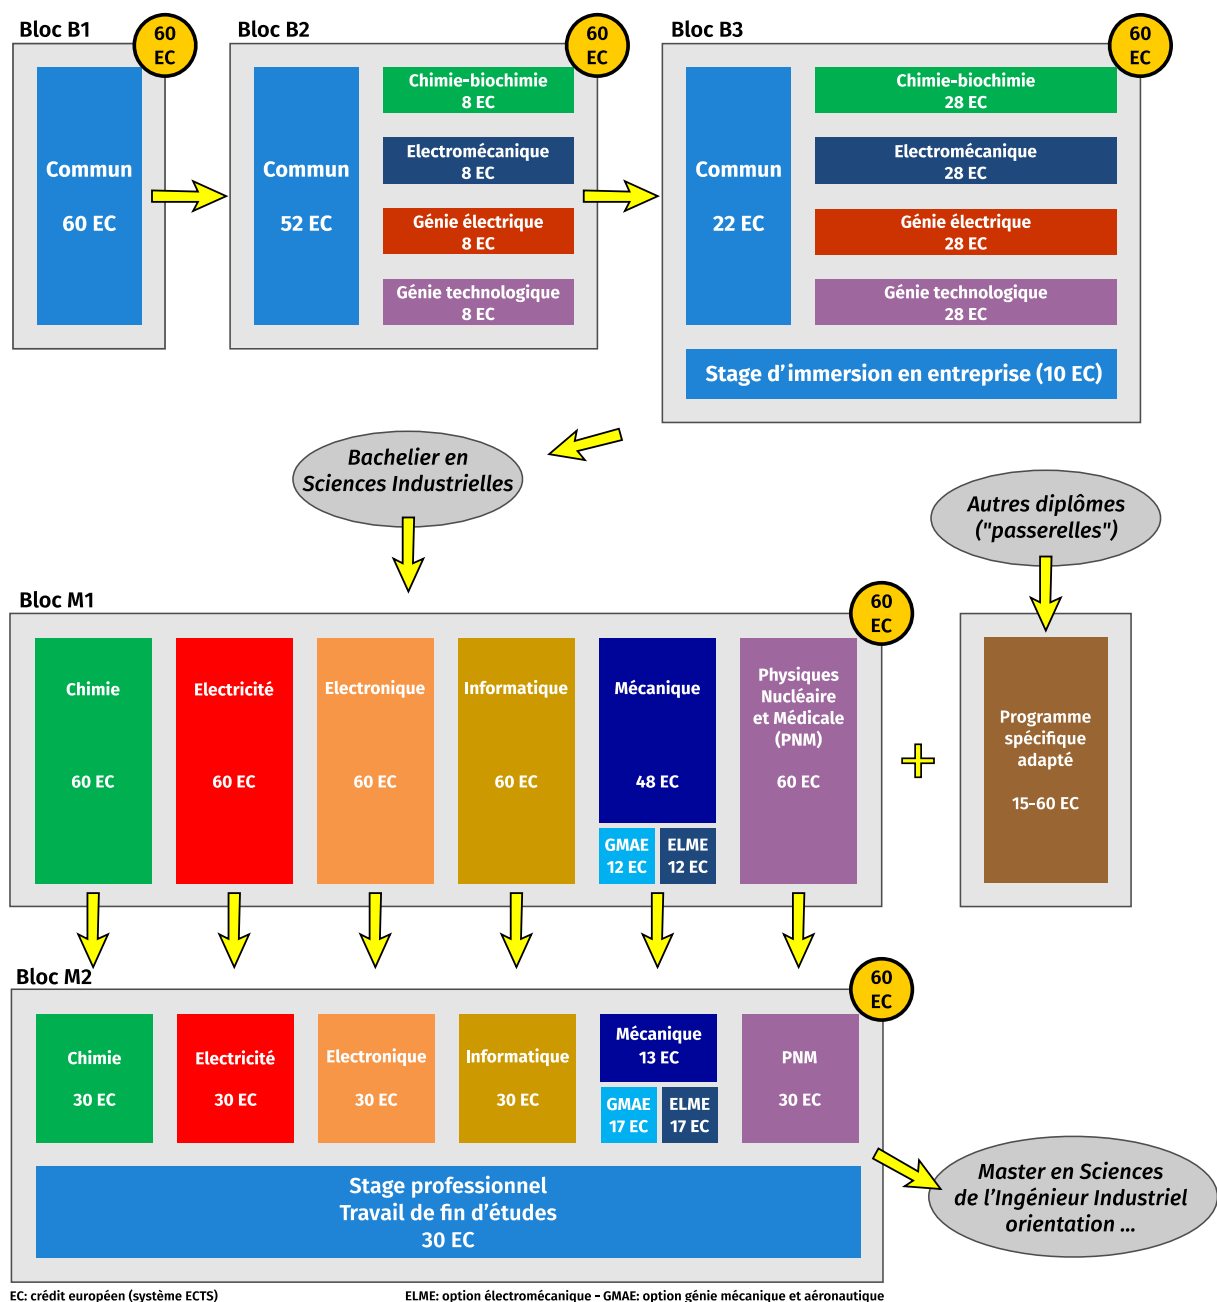 Bloc B1
60
EC
Commun
60 EC
Bloc B2
60
EC
Commun
52 EC
Chimie-biochimie
8 EC
Electromécanique
8 EC
Génie électrique
8 EC
Génie technologique
8 EC
Bloc B3
60
EC
Commun
22 EC
Chimie-biochimie
28 EC
Electromécanique
28 EC
Génie électrique
28 EC
Génie technologique
28 EC
Stage d'immersion en entreprise (10 EC)
Bachelier en
Sciences Industrielles
Autres diplômes
("passerelles")
Bloc M1
60
EC
Chimie
60 EC
Electricité
60 EC
Electronique
60 EC
Informatique
60 EC
Mécanique
48 EC
GMAE
12 EC
ELME
12 EC
Physiques
Nucléaire
et Médicale
(PNM)
60 EC
+
Programme
spécifique
adapté
15-60 EC
Bloc M2
60
EC
Chimie
30 EC
Electricité
30 EC
Electronique
30 EC
Informatique
30 EC
Mécanique
13 EC
GMAE
17 EC
ELME
17 EC
PNM
30 EC
Stage professionnel
Travail de fin d'études
30 EC
Master en Sciences
de l'Ingénieur Industriel
orientation ...
EC: crédit européen (système ECTS)
ELME: option électromécanique - GMAE: option génie mécanique et aéronautique